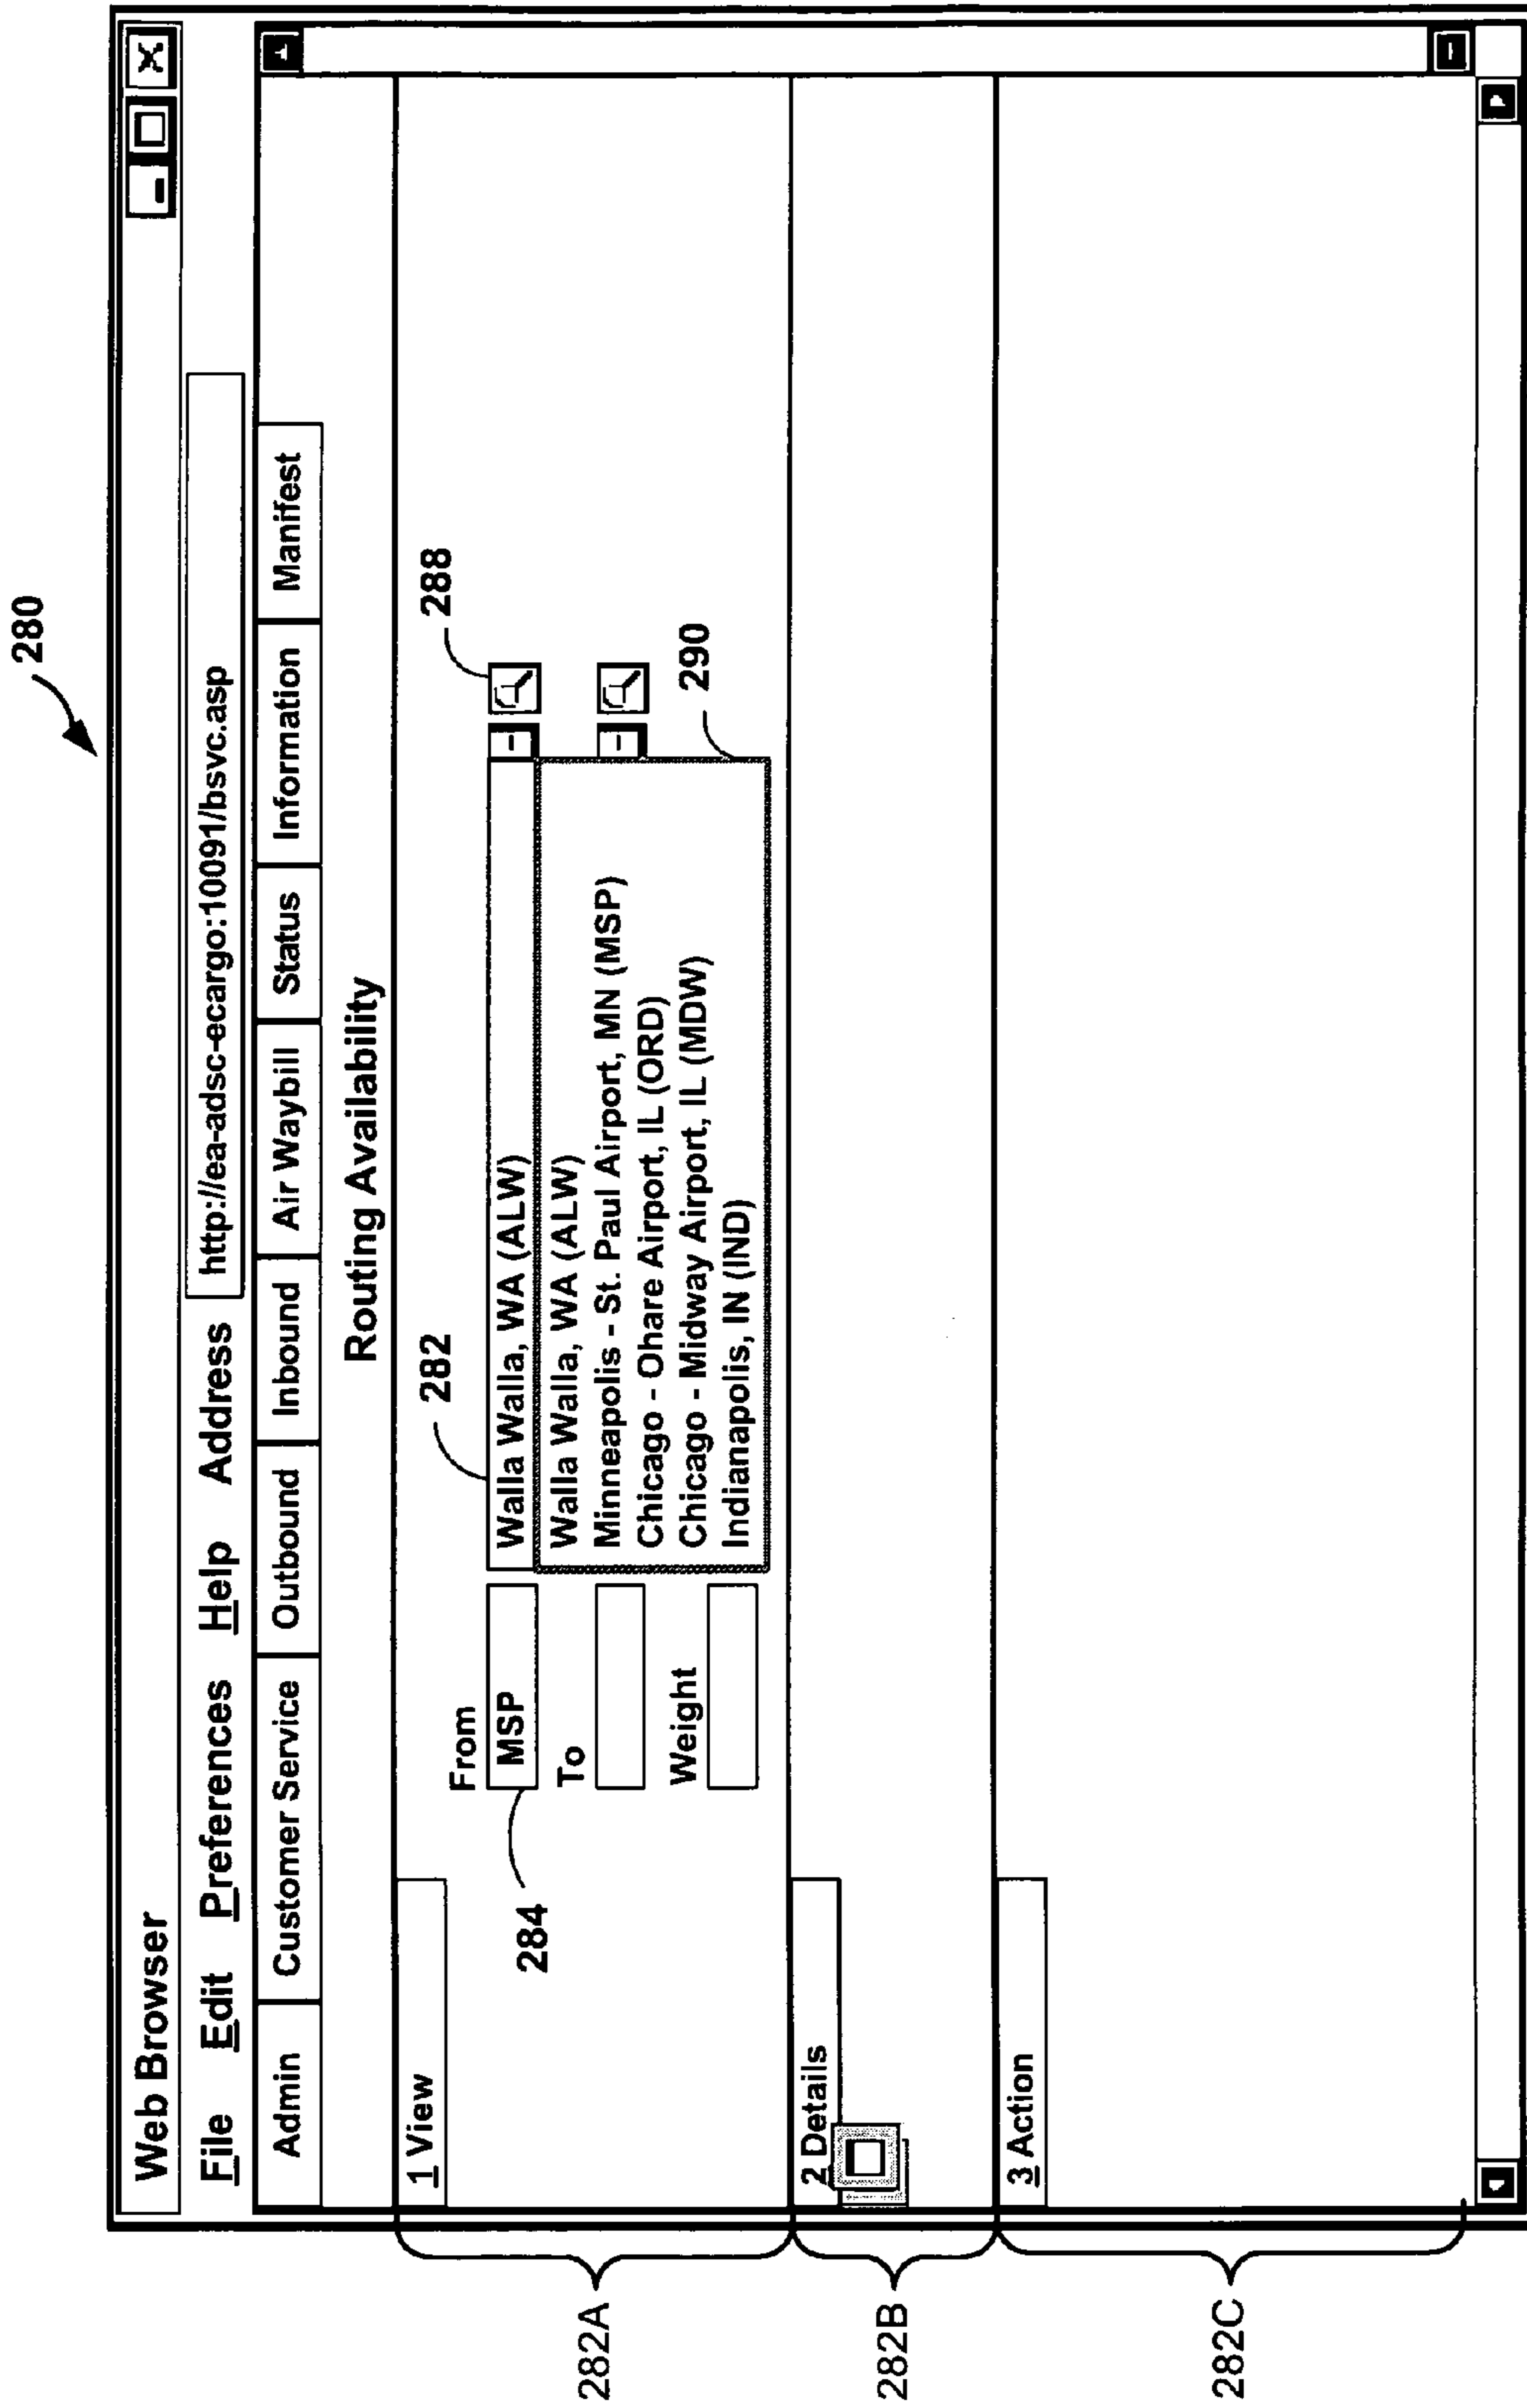 280
Web Browser
File Edit Preferences Help Address http://ea-adsc-ecargo:10091/bsvc.asp
Admin Customer Service Outbound Inbound Air Waybill Status Information Manifest
Routing Availability
1 View
282
288
From
MSP Walla Walla, WA (ALW)
284
To
Walla Walla, WA (ALW)
Minneapolis - St. Paul Airport, MN (MSP)
Chicago - Ohare Airport, IL (ORD)
Chicago - Midway Airport, IL (MDW)
Indianapolis, IN (IND)
290
Weight
282A
2 Details
282B
3 Action
282C